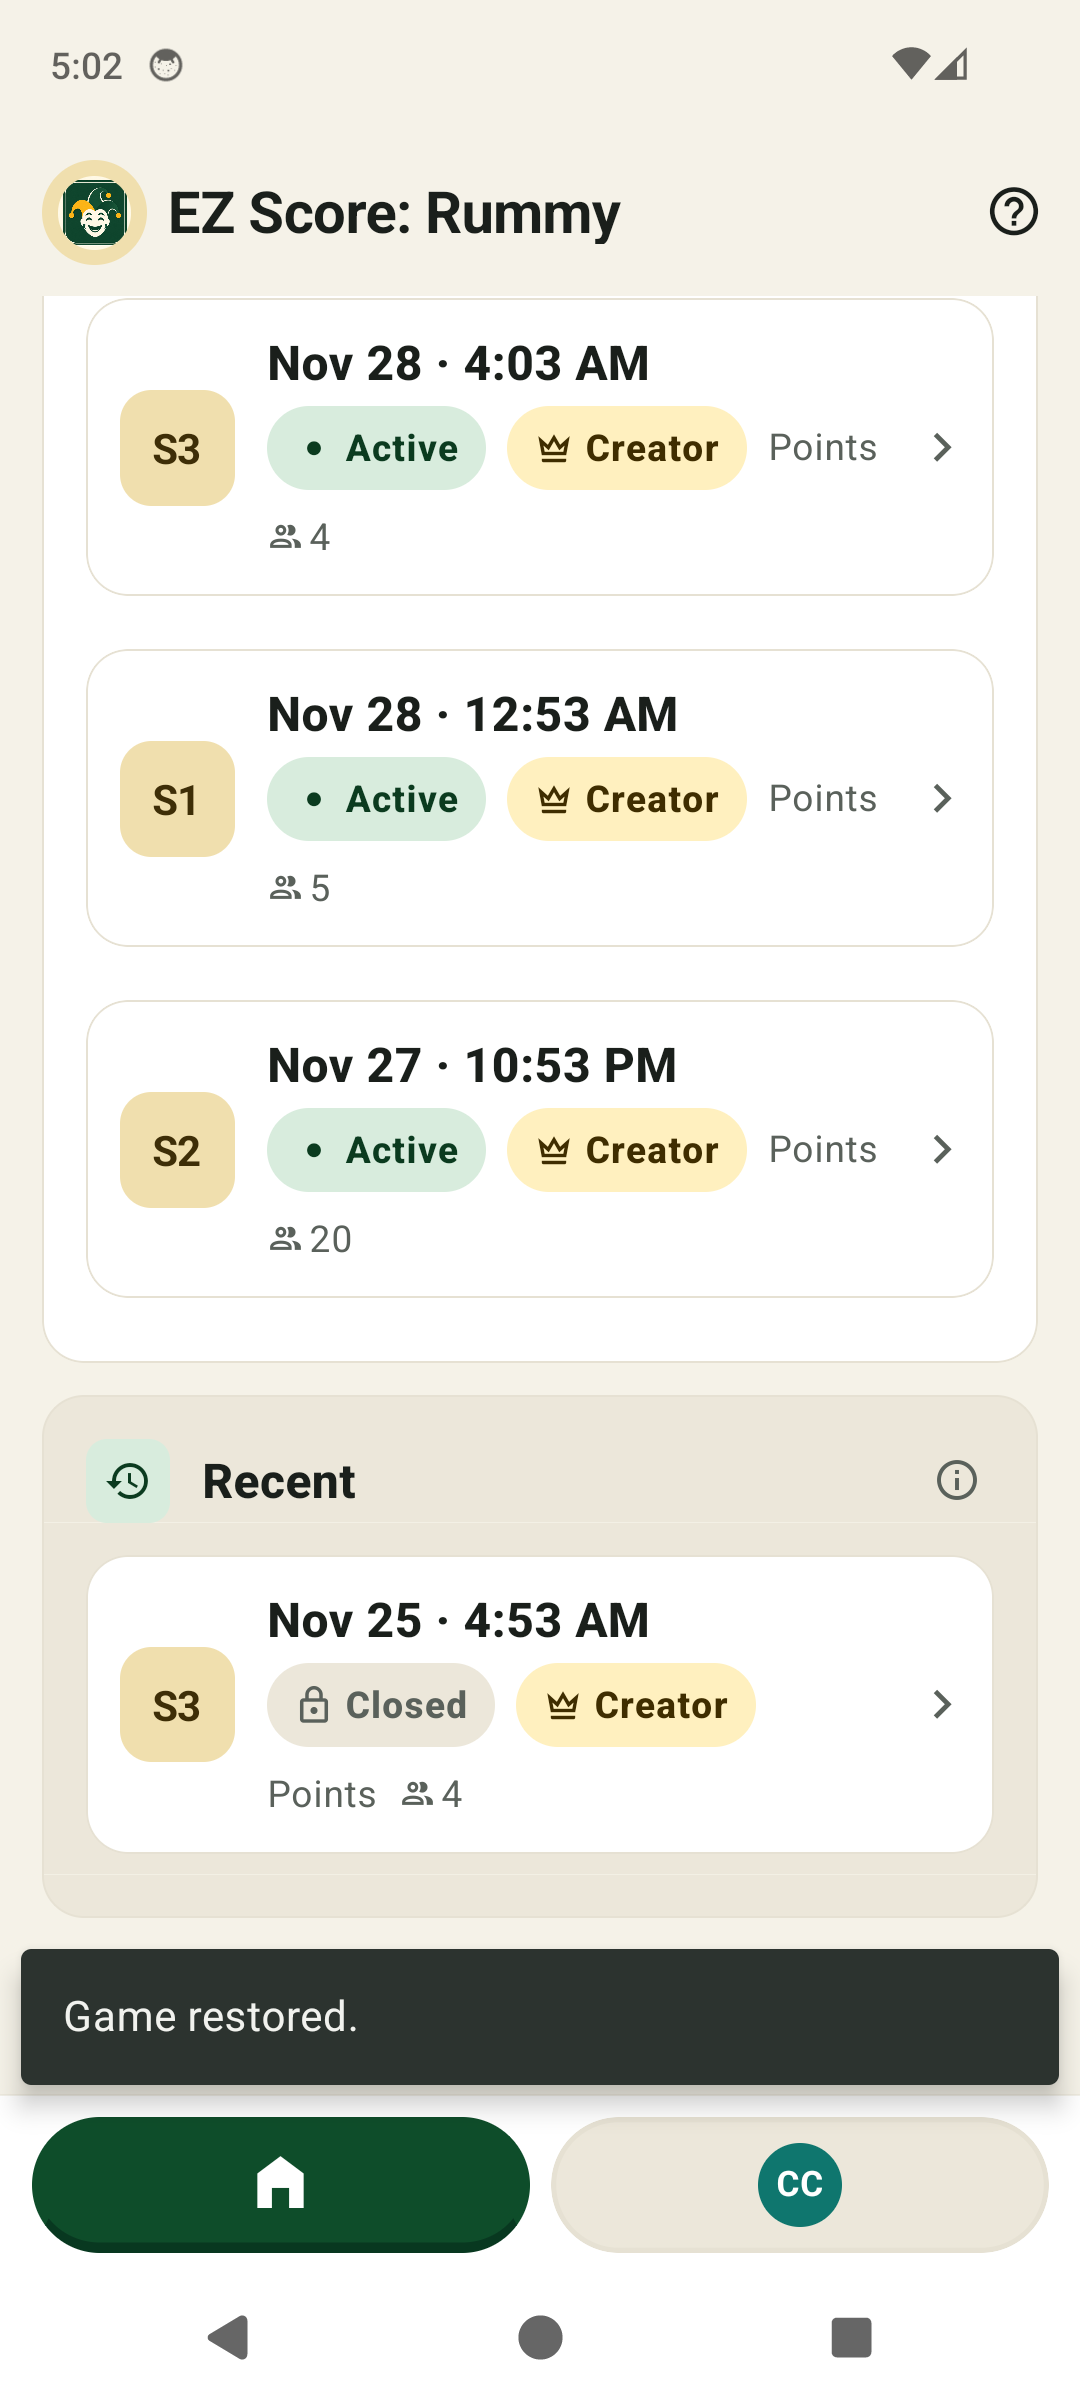 5:02
EZ Score: Rummy
Nov 28 · 4:03 AM
S3
Active
Creator
Points
4
Nov 28 · 12:53 AM
S1
Active
Creator
Points
5
Nov 27 · 10:53 PM
S2
Active
Creator
Points
20
Recent
Nov 25 · 4:53 AM
S3
Closed
Creator
Points
4
Game restored.
CC